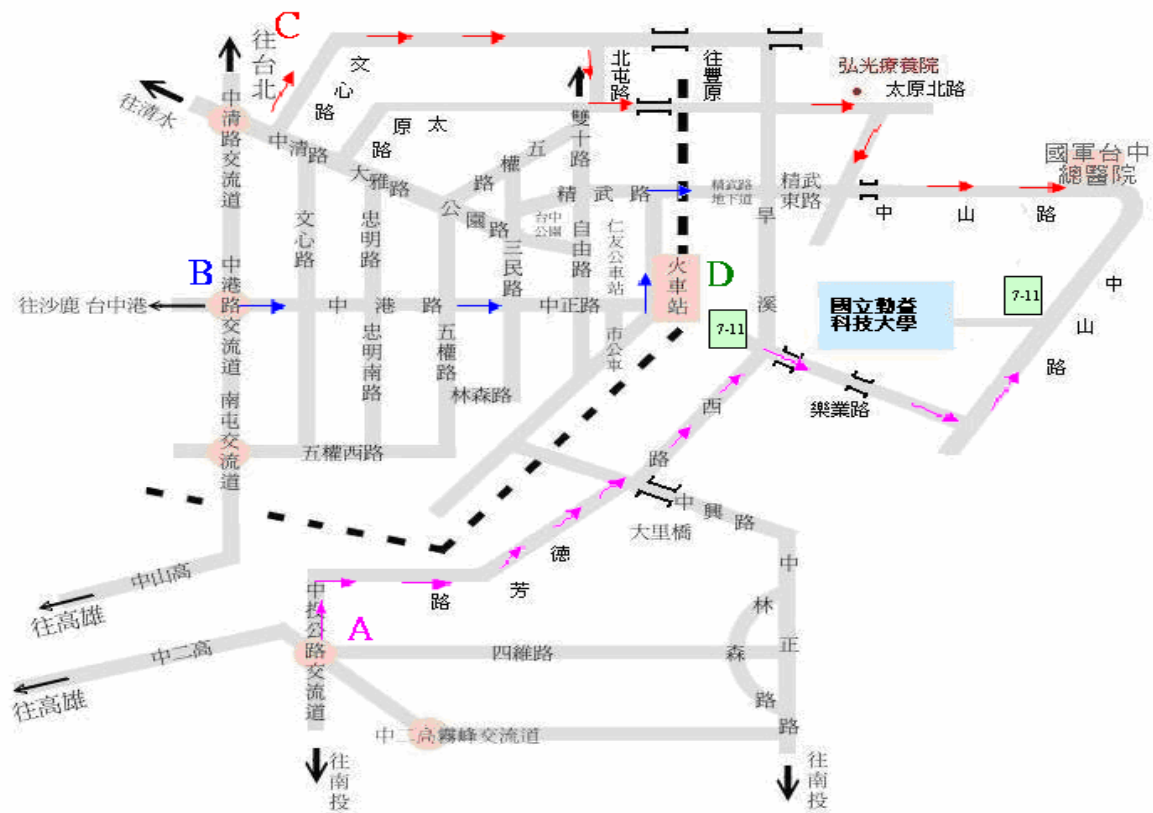 C
往台北
往清水
中清路交流道
文心路
太原路
中清路
大雅路
五權路
公園路
雙十路
北屯路
往豐原
弘光療養院
太原北路
精武路
精武路
地下道
精武
東路
國軍台中
總醫院
中山路
台中
公園
自由路
仁友公車站
三民路
旱溪
文心路
忠明路
B
D
火車站
往沙鹿 台中港
中港路交流道
中港路
中正路
7-11
國立勤益
科技大學
7-11
中山路
市公車
忠明南路
五權路
林森路
樂業路
南屯交流道
五權西路
芳德西路
大里橋
中興路
中山高
往高雄
中投公路交流道
A
中二高
往高雄
四維路
林森路
中正路
中二高霧峰交流道
往南投
往南投